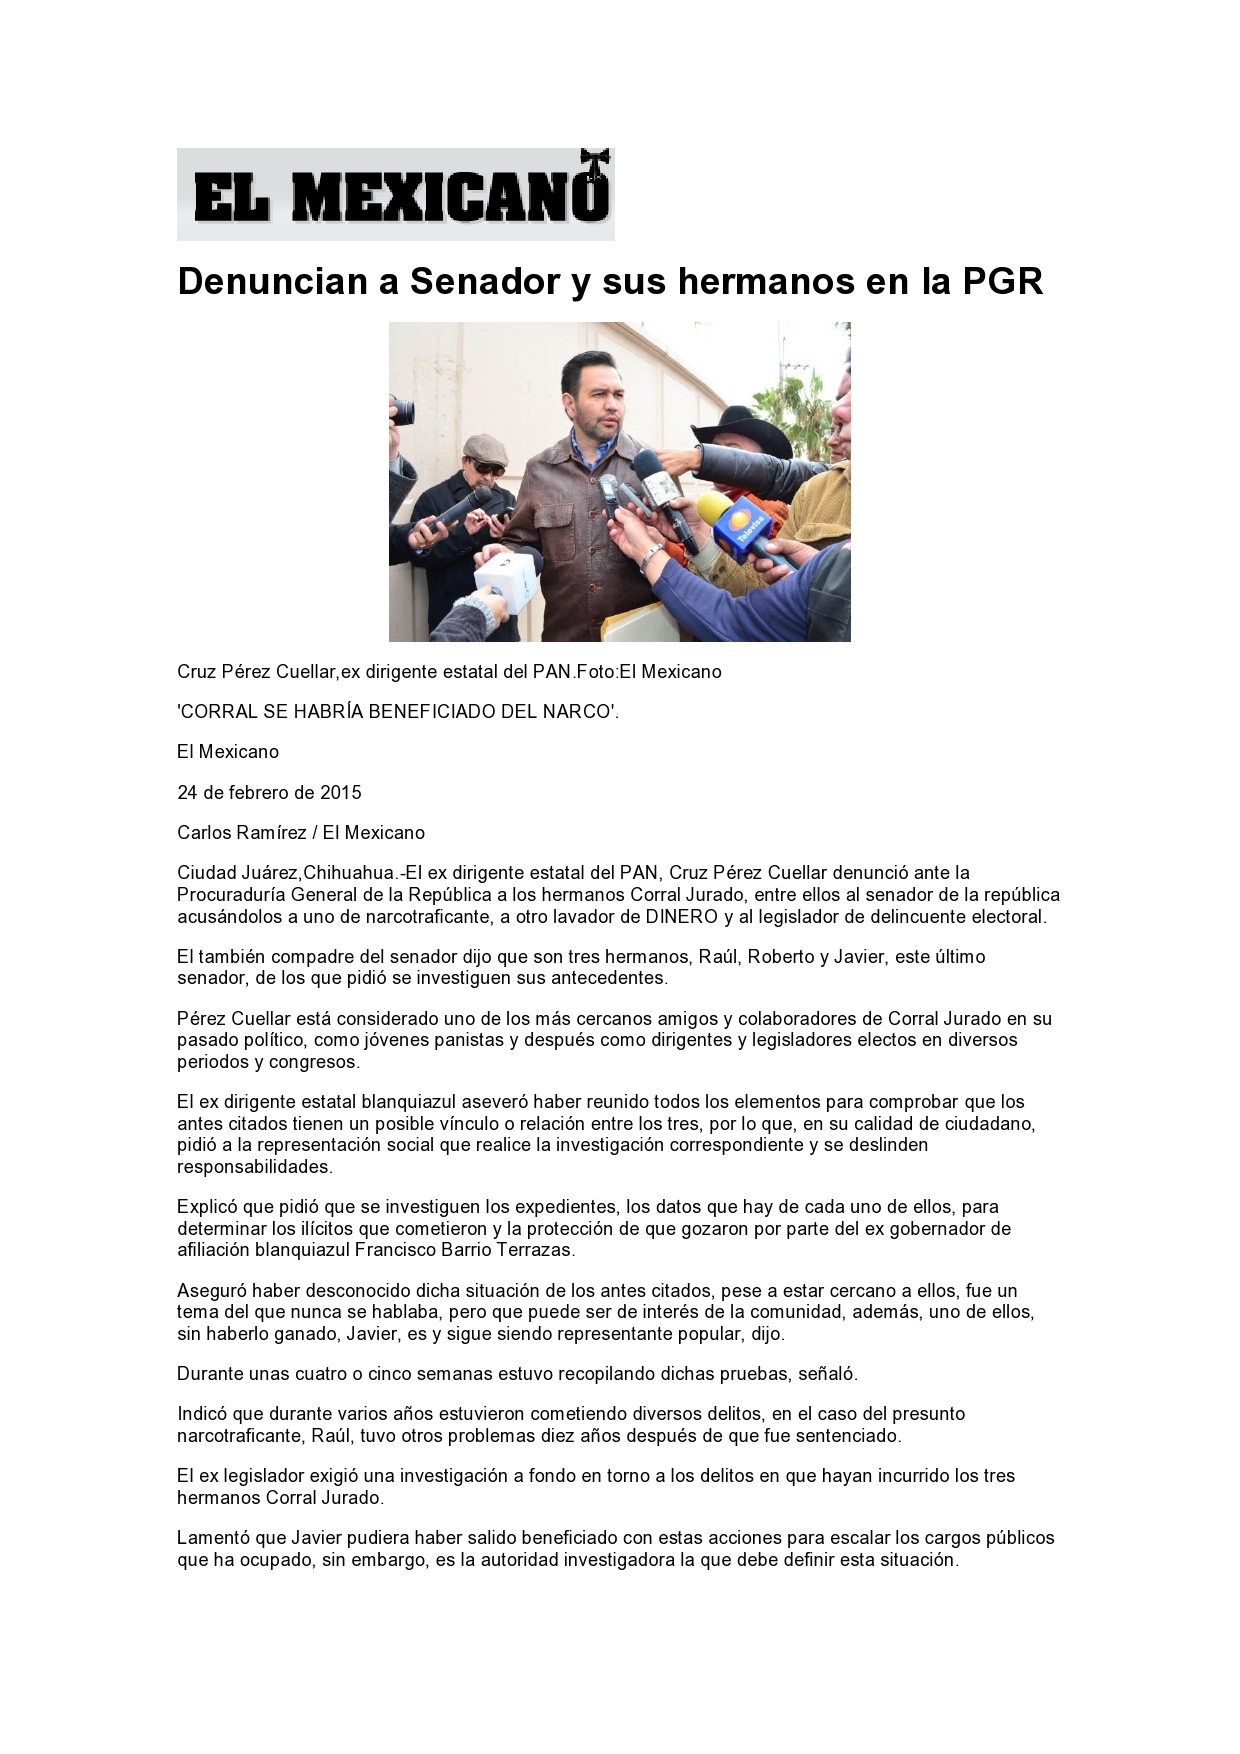 EL MEXICANO
Denuncian a Senador y sus hermanos en la PGR
Televisa
Cruz Pérez Cuellar,ex dirigente estatal del PAN.Foto:El Mexicano
'CORRAL SE HABRÍA BENEFICIADO DEL NARCO'.
El Mexicano
24 de febrero de 2015
Carlos Ramírez / El Mexicano
Ciudad Juárez,Chihuahua.-El ex dirigente estatal del PAN, Cruz Pérez Cuellar denunció ante la
Procuraduría General de la República a los hermanos Corral Jurado, entre ellos al senador de la república
acusándolos a uno de narcotraficante, a otro lavador de DINERO y al legislador de delincuente electoral.
El también compadre del senador dijo que son tres hermanos, Raúl, Roberto y Javier, este último
senador, de los que pidió se investiguen sus antecedentes.
Pérez Cuellar está considerado uno de los más cercanos amigos y colaboradores de Corral Jurado en su
pasado político, como jóvenes panistas y después como dirigentes y legisladores electos en diversos
periodos y congresos.
El ex dirigente estatal blanquiazul aseveró haber reunido todos los elementos para comprobar que los
antes citados tienen un posible vínculo o relación entre los tres, por lo que, en su calidad de ciudadano,
pidió a la representación social que realice la investigación correspondiente y se deslinden
responsabilidades.
Explicó que pidió que se investiguen los expedientes, los datos que hay de cada uno de ellos, para
determinar los ilícitos que cometieron y la protección de que gozaron por parte del ex gobernador de
afiliación blanquiazul Francisco Barrio Terrazas.
Aseguró haber desconocido dicha situación de los antes citados, pese a estar cercano a ellos, fue un
tema del que nunca se hablaba, pero que puede ser de interés de la comunidad, además, uno de ellos,
sin haberlo ganado, Javier, es y sigue siendo representante popular, dijo.
Durante unas cuatro o cinco semanas estuvo recopilando dichas pruebas, señaló.
Indicó que durante varios años estuvieron cometiendo diversos delitos, en el caso del presunto
narcotraficante, Raúl, tuvo otros problemas diez años después de que fue sentenciado.
El ex legislador exigió una investigación a fondo en torno a los delitos en que hayan incurrido los tres
hermanos Corral Jurado.
Lamentó que Javier pudiera haber salido beneficiado con estas acciones para escalar los cargos públicos
que ha ocupado, sin embargo, es la autoridad investigadora la que debe definir esta situación.